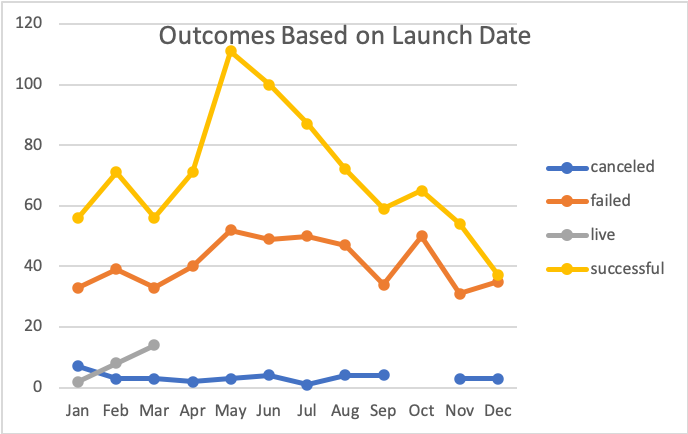 Outcomes Based on Launch Date
120
100
80
60
40
20
0
Jan Feb Mar Apr May Jun Jul Aug Sep Oct Nov Dec
canceled
failed
live
successful